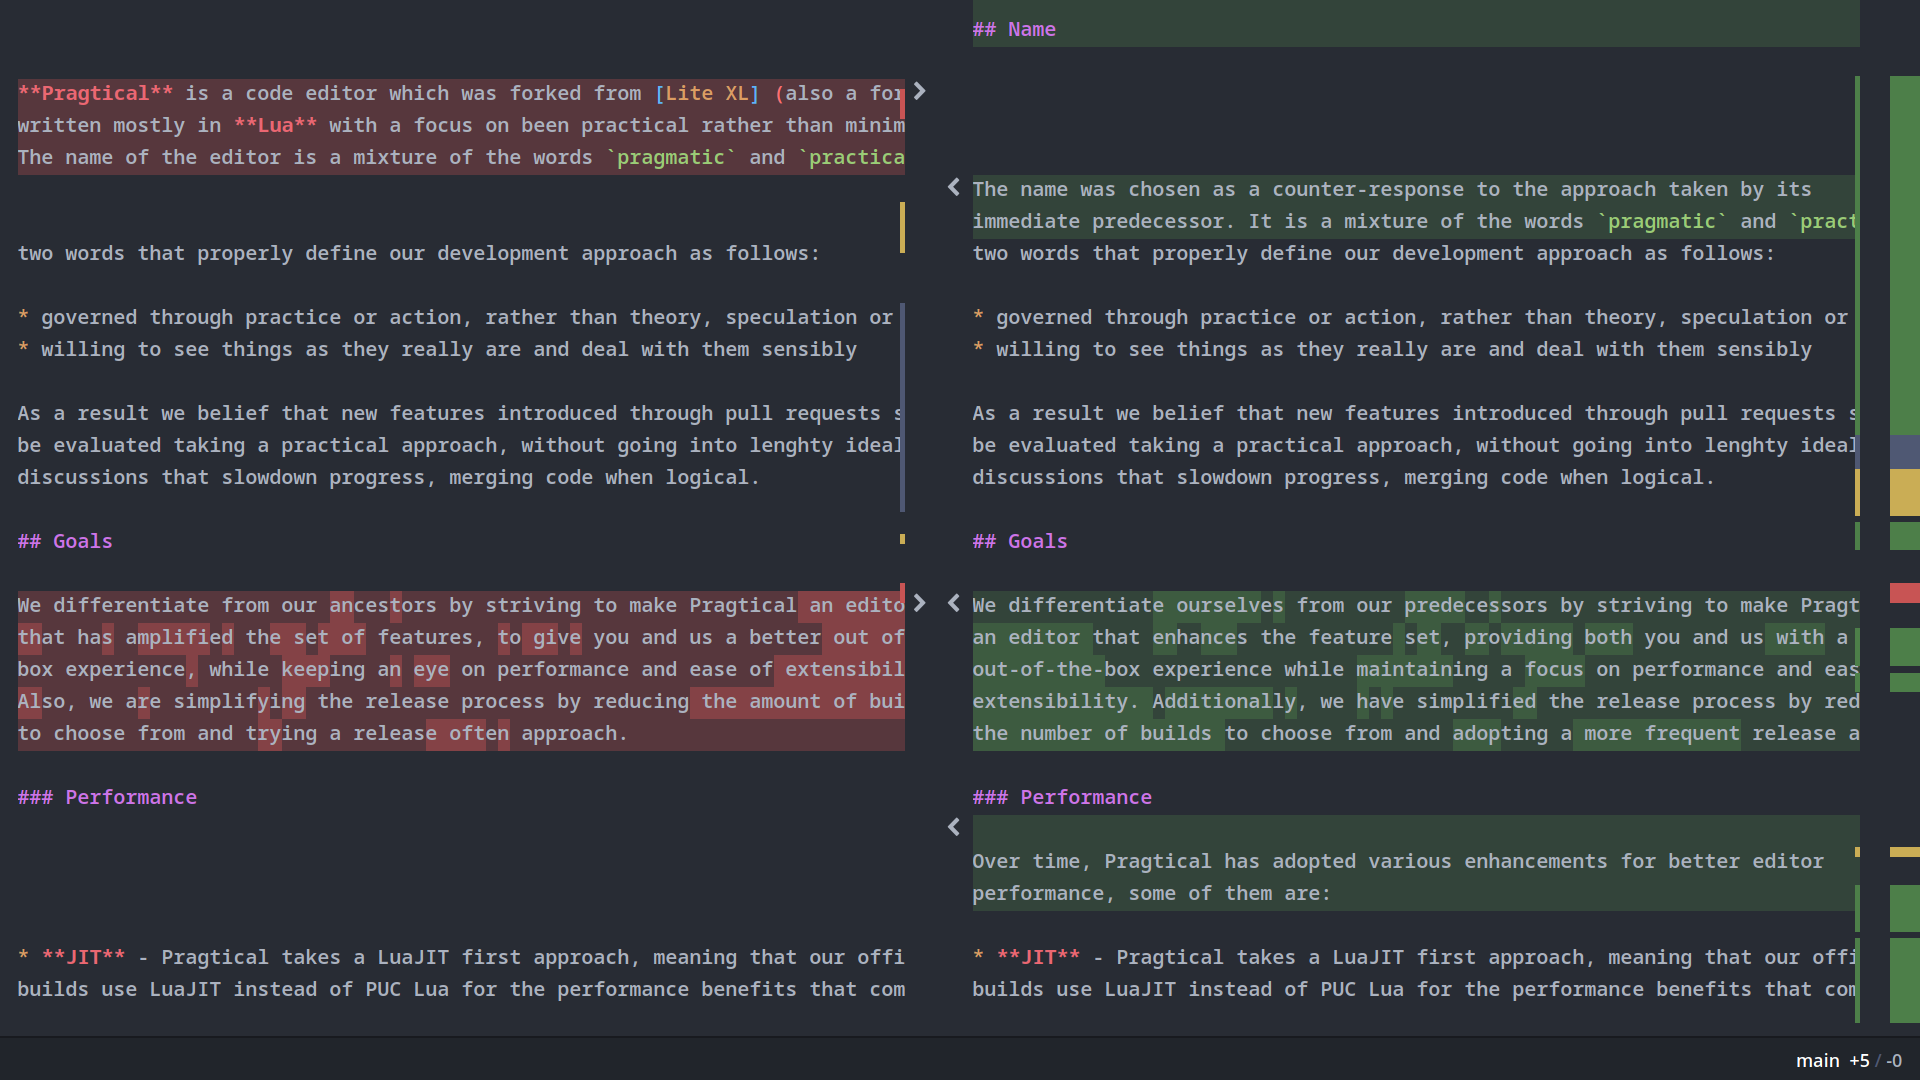 **Pragtical** is a code editor which was forked from [Lite XL] (also a for
written mostly in **Lua** with a focus on been practical rather than minim
The name of the editor is a mixture of the words `pragmatic` and `practica
two words that properly define our development approach as follows:
* governed through practice or action, rather than theory, speculation or
* willing to see things as they really are and deal with them sensibly
As a result we belief that new features introduced through pull requests s
be evaluated taking a practical approach, without going into lenghty ideal
discussions that slowdown progress, merging code when logical.
## Goals
We differentiate from our ancestors by striving to make Pragtical an edito
that has amplified the set of features, to give you and us a better out of
box experience, while keeping an eye on performance and ease of extensibil
Also, we are simplifying the release process by reducing the amount of bui
to choose from and trying a release often approach.
### Performance
* **JIT** - Pragtical takes a LuaJIT first approach, meaning that our offi
builds use LuaJIT instead of PUC Lua for the performance benefits that com
## Name
The name was chosen as a counter-response to the approach taken by its
immediate predecessor. It is a mixture of the words `pragmatic` and `pract
two words that properly define our development approach as follows:
* governed through practice or action, rather than theory, speculation or
* willing to see things as they really are and deal with them sensibly
As a result we belief that new features introduced through pull requests s
be evaluated taking a practical approach, without going into lenghty ideal
discussions that slowdown progress, merging code when logical.
## Goals
We differentiate ourselves from our predecessors by striving to make Pragt
an editor that enhances the feature set, providing both you and us with a
out-of-the-box experience while maintaining a focus on performance and eas
extensibility. Additionally, we have simplified the release process by red
the number of builds to choose from and adopting a more frequent release a
### Performance
Over time, Pragtical has adopted various enhancements for better editor
performance, some of them are:
* **JIT** - Pragtical takes a LuaJIT first approach, meaning that our offi
builds use LuaJIT instead of PUC Lua for the performance benefits that com
main +5 / -0